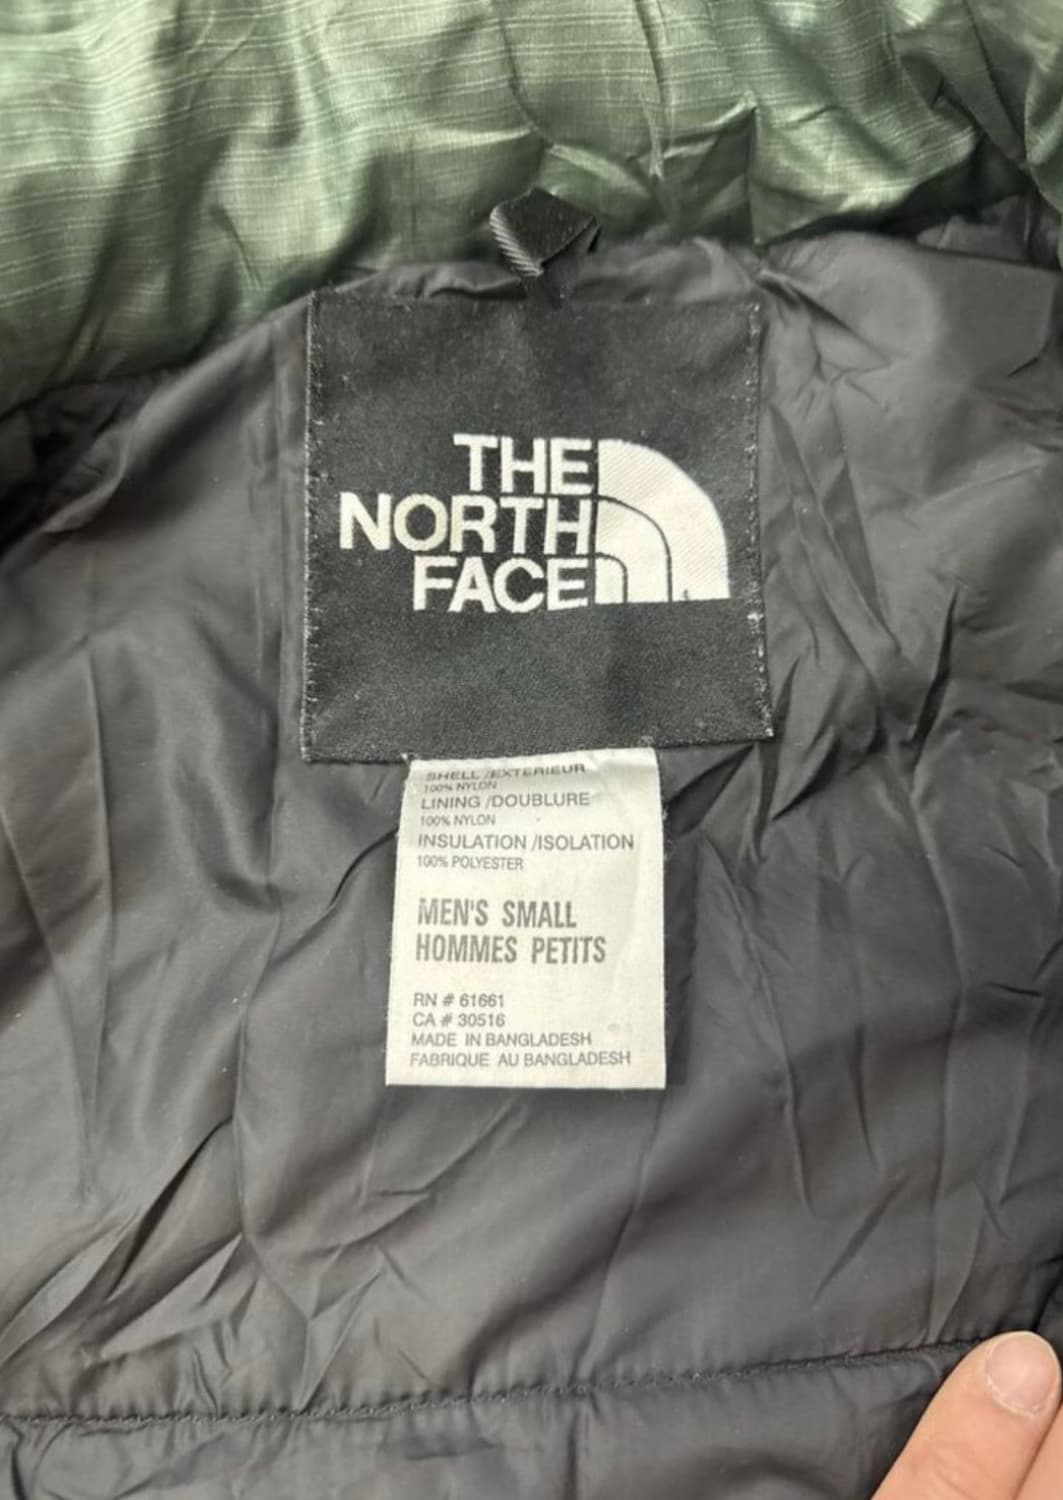 THE
NORTH
FACE
SHELL /EXTERIEUR
100% NYLON
LINING /DOUBLURE
100% NYLON
INSULATION /ISOLATION
100% POLYESTER
MEN'S SMALL
HOMMES PETITS
RN # 61661
CA # 30516
MADE IN BANGLADESH
FABRIQUE AU BANGLADESH